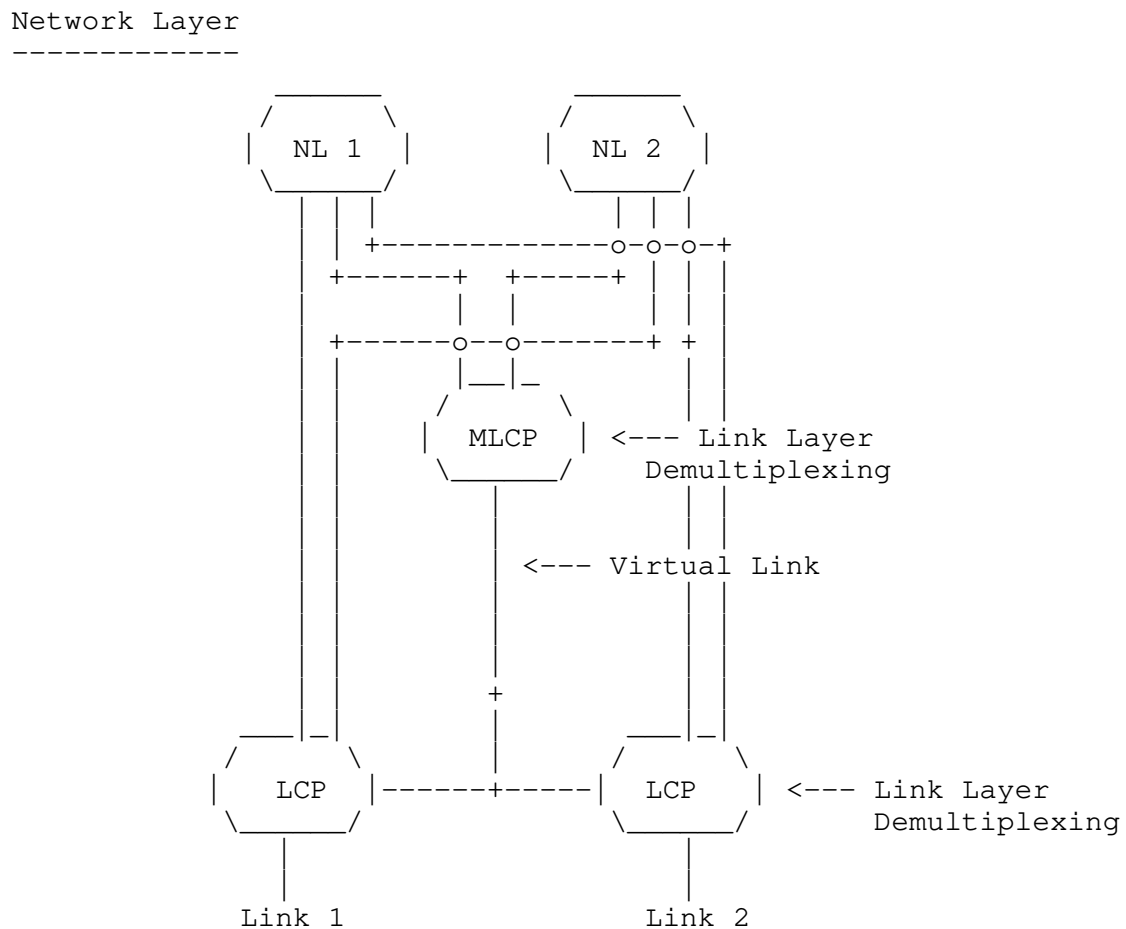 Network Layer
NL 1
NL 2
MLCP
<--- Link Layer
Demultiplexing
<--- Virtual Link
LCP
LCP
<--- Link Layer
Demultiplexing
Link 1
Link 2